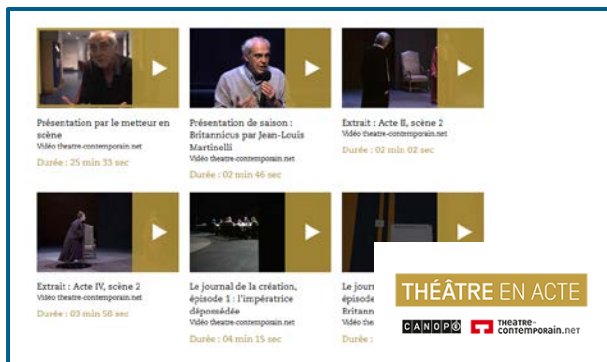 Présentation par le metteur en
scène
Vidéo theatre-contemporain.net
Durée : 25 min 33 sec
Présentation de saison :
Britannicus par Jean-Louis
Martinelli
Vidéo theatre-contemporain.net
Durée : 02 min 46 sec
Extrait : Acte II, scène 2
Vidéo theatre-contemporain.net
Durée : 02 min 02 sec
Extrait : Acte IV, scène 2
Vidéo theatre-contemporain.net
Durée : 03 min 58 sec
Le journal de la création,
épisode 1 : l'impératrice
dépossédée
Vidéo theatre-contemporain.net
Durée : 04 min 15 sec
Le journ
épisode
Britann
Vidéo the
Durée :
THÉÂTRE EN ACTE
CANOPÉ
THEATRE-
CONTEMPORAIN.NET